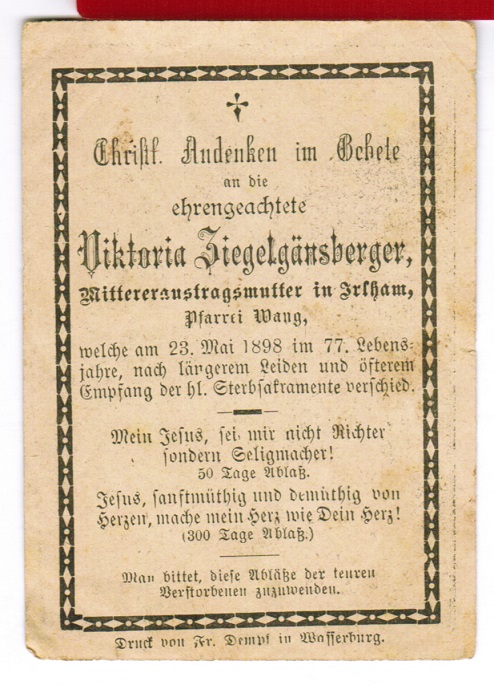 Christl. Andenken im Gebete
an die
ehrengeachtete
Viktoria Ziegelgänsberger,
Mittereraustragsmutter in Irlham,
Pfarrei Wang,
welche am 23. Mai 1898 im 77. Lebens-
jahre, nach längerem Leiden und öfterem
Empfang der hl. Sterbsakramente verschied.
Mein Jesus, sei mir nicht Richter
sondern Seligmacher!
50 Tage Ablaß.
Jesus, sanftmüthig und demüthig von
Herzen, mache mein Herz wie Dein Herz!
(300 Tage Ablaß.)
Man bittet, diese Abläße der teuren
Verstorbenen zuzuwenden.
Druck von Fr. Dempf in Wasserburg.